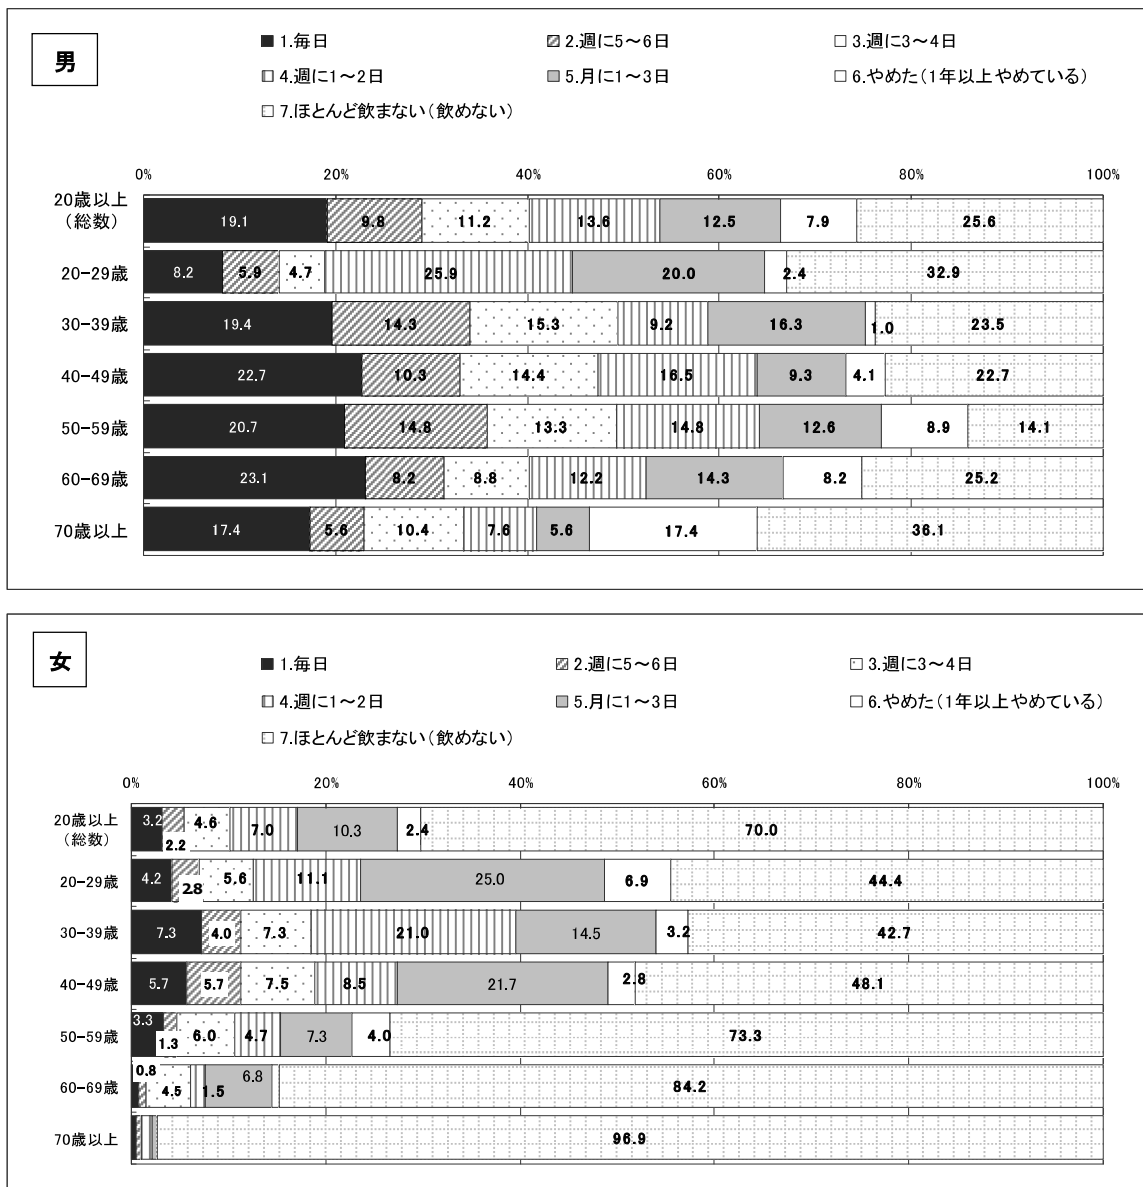 男
■ 1.毎日 ▨ 2.週に5～6日 □ 3.週に3～4日
▥ 4.週に1～2日 ■ 5.月に1～3日 □ 6.やめた(1年以上やめている)
□ 7.ほとんど飲まない(飲めない)
0% 20% 40% 60% 80% 100%
20歳以上
(総数)
19.1 9.8 11.2 13.6 12.5 7.9 25.6
20-29歳 8.2 5.9 4.7 25.9 20.0 2.4 32.9
30-39歳 19.4 14.3 15.3 9.2 16.3 1.0 23.5
40-49歳 22.7 10.3 14.4 16.5 9.3 4.1 22.7
50-59歳 20.7 14.8 13.3 14.8 12.6 8.9 14.1
60-69歳 23.1 8.2 8.8 12.2 14.3 8.2 25.2
70歳以上 17.4 5.6 10.4 7.6 5.6 17.4 36.1
女
■ 1.毎日 ▨ 2.週に5～6日 □ 3.週に3～4日
▥ 4.週に1～2日 ■ 5.月に1～3日 □ 6.やめた(1年以上やめている)
□ 7.ほとんど飲まない(飲めない)
0% 20% 40% 60% 80% 100%
20歳以上
(総数)
3.2 2.2 4.6 7.0 10.3 2.4 70.0
20-29歳 4.2 2.8 5.6 11.1 25.0 6.9 44.4
30-39歳 7.3 4.0 7.3 21.0 14.5 3.2 42.7
40-49歳 5.7 5.7 7.5 8.5 21.7 2.8 48.1
50-59歳 3.3 1.3 6.0 4.7 7.3 4.0 73.3
60-69歳 0.8 4.5 1.5 6.8 84.2
70歳以上 96.9